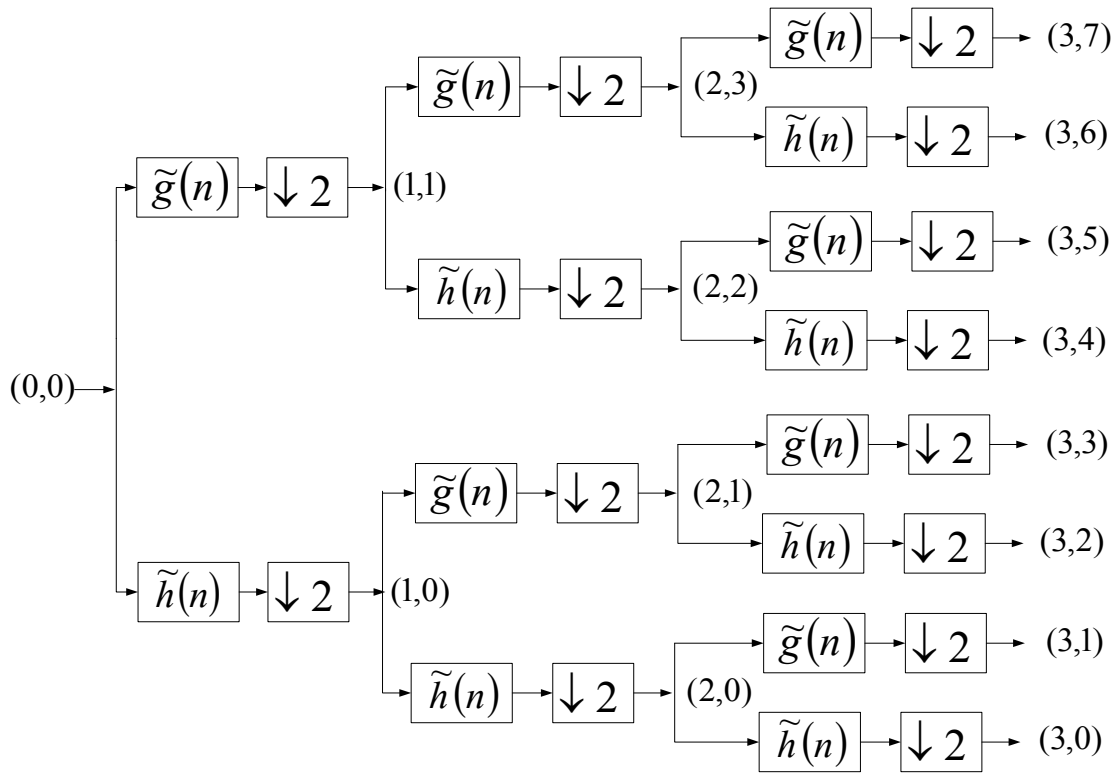 g̃(n) ↓2 (3,7)
g̃(n) ↓2 (2,3)
h̃(n) ↓2 (3,6)
g̃(n) ↓2 (1,1)
g̃(n) ↓2 (3,5)
h̃(n) ↓2 (2,2)
h̃(n) ↓2 (3,4)
(0,0)
g̃(n) ↓2 (3,3)
g̃(n) ↓2 (2,1)
h̃(n) ↓2 (3,2)
h̃(n) ↓2 (1,0)
g̃(n) ↓2 (3,1)
h̃(n) ↓2 (2,0)
h̃(n) ↓2 (3,0)